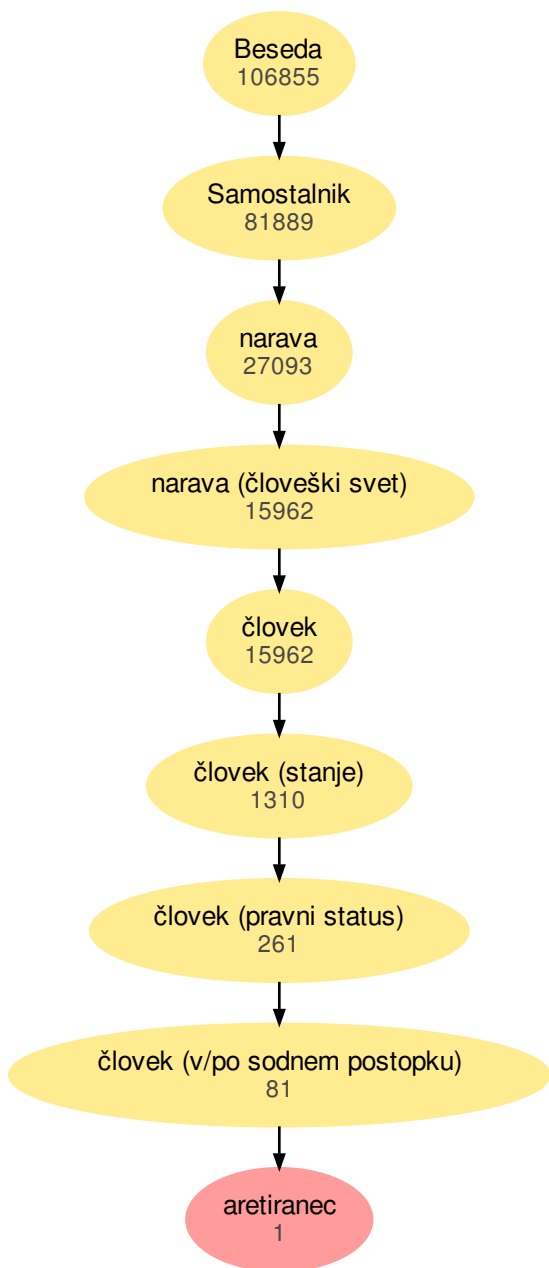 Beseda
106855
Samostalnik
81889
narava
27093
narava (človeški svet)
15962
človek
15962
človek (stanje)
1310
človek (pravni status)
261
človek (v/po sodnem postopku)
81
aretiranec
1